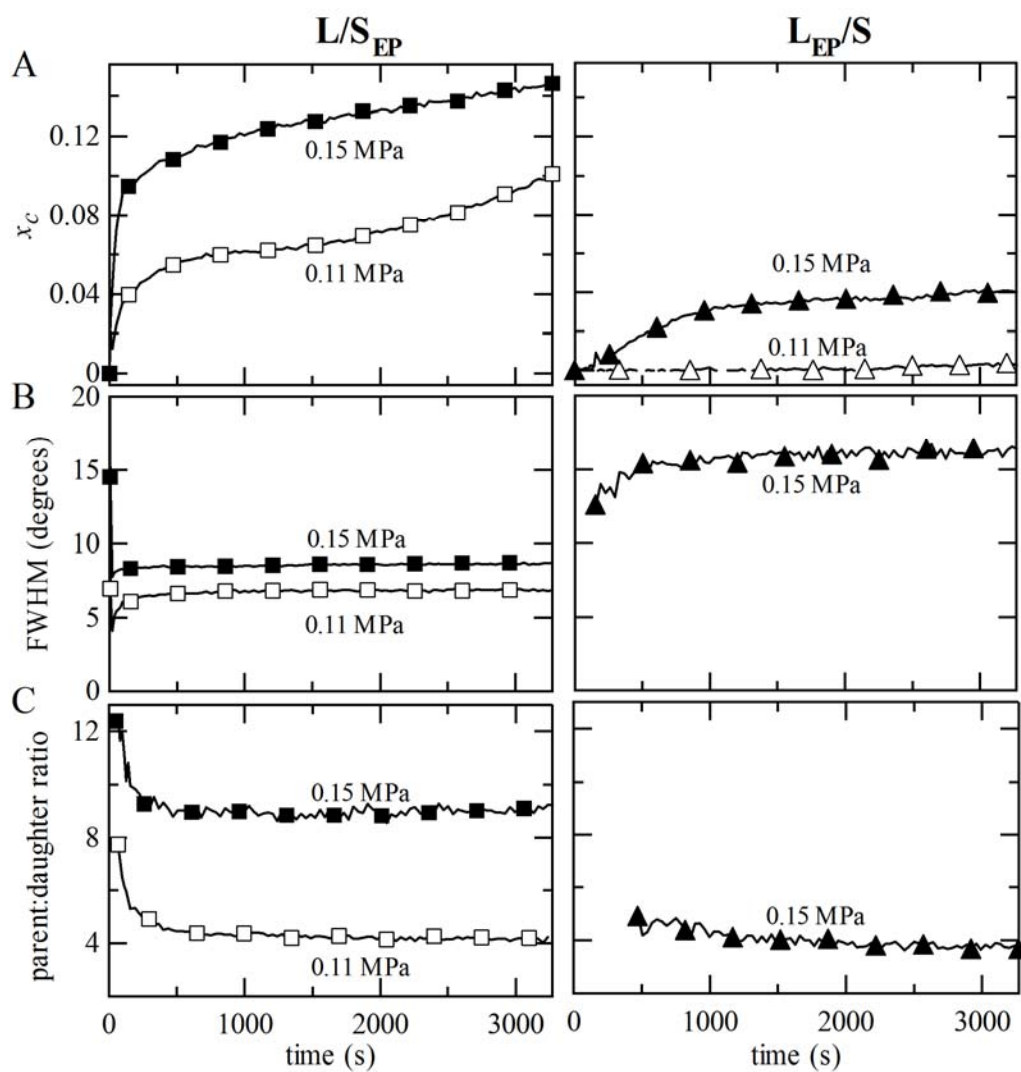 L/S_EP
L_EP/S
A
0.12
0.08
0.04
0
x_c
0.15 MPa
0.11 MPa
0.15 MPa
0.11 MPa
B
20
15
10
5
0
FWHM (degrees)
0.15 MPa
0.11 MPa
0.15 MPa
C
12
8
4
parent:daughter ratio
0.15 MPa
0.11 MPa
0.15 MPa
0 1000 2000 3000
time (s)
0 1000 2000 3000
time (s)